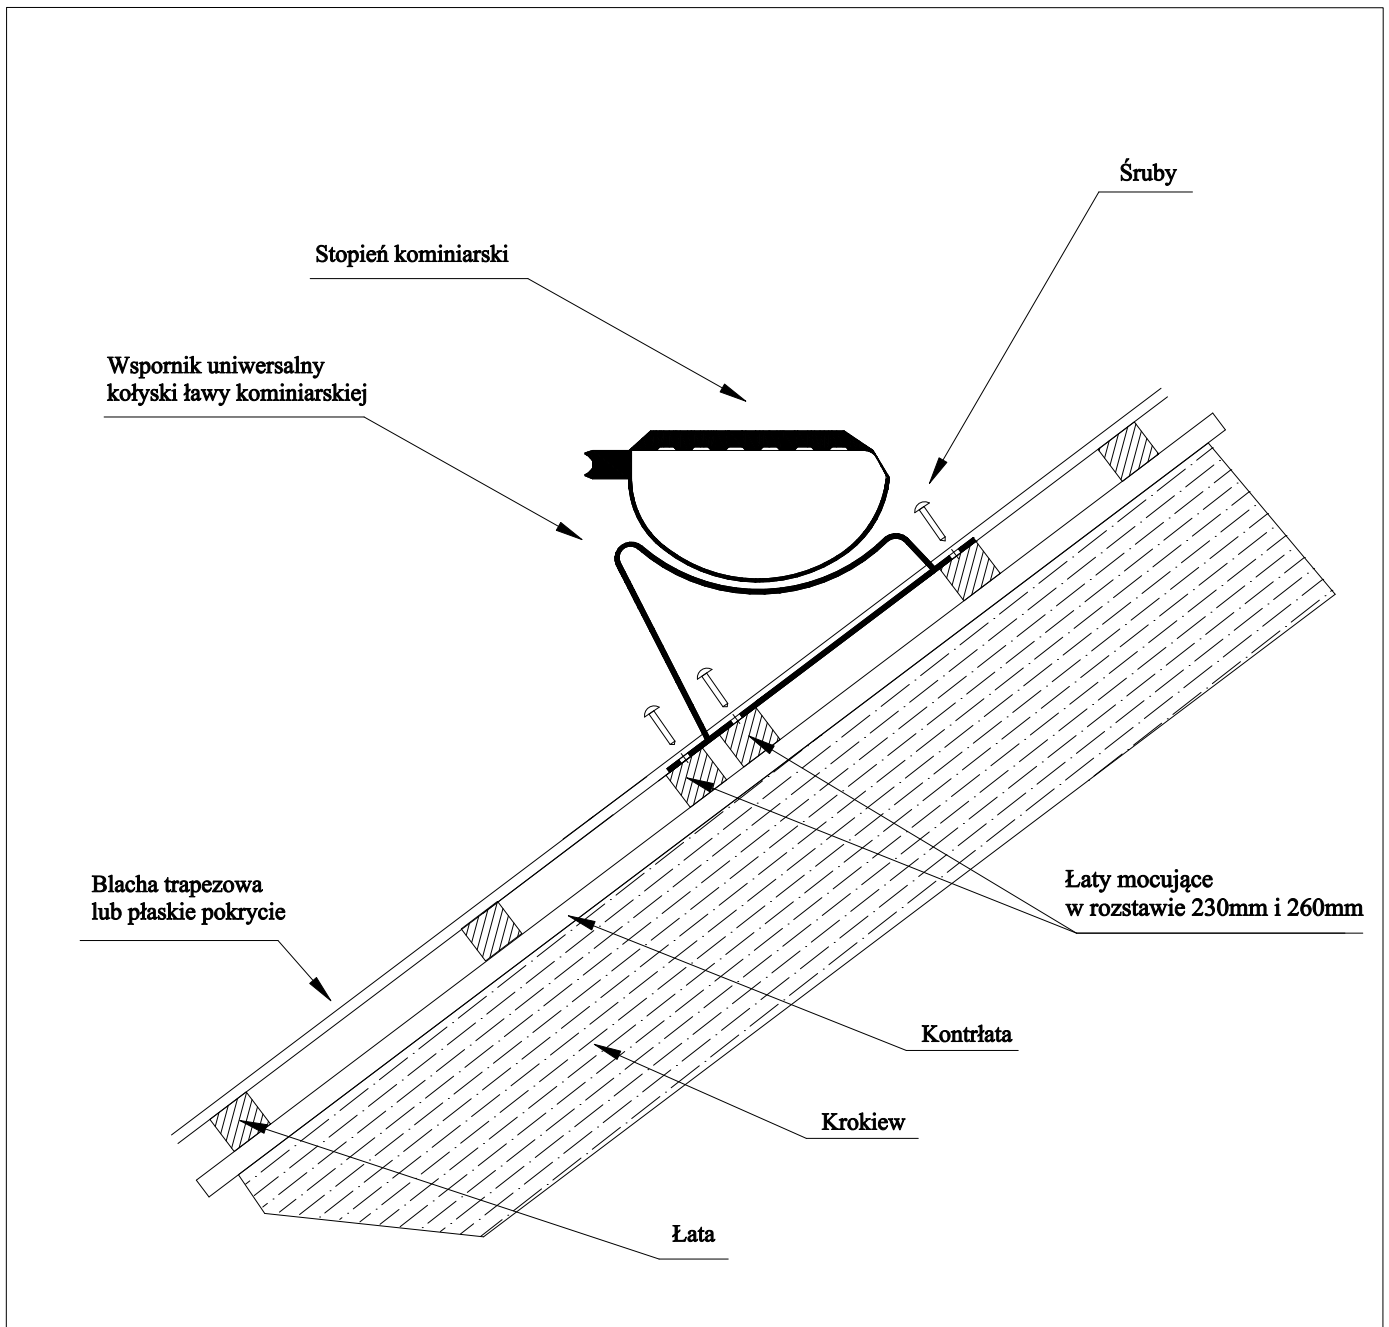 Śruby
Stopień kominiarski
Wspornik uniwersalny
kołyski ławy kominiarskiej
Blacha trapezowa
lub płaskie pokrycie
Łaty mocujące
w rozstawie 230mm i 260mm
Kontrłata
Krokiew
Łata